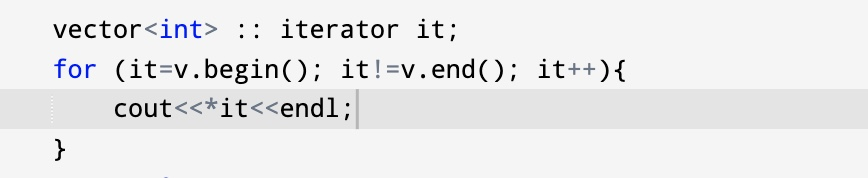 vector<int> :: iterator it;
for (it=v.begin(); it!=v.end(); it++){
cout<<*it<<endl;
}